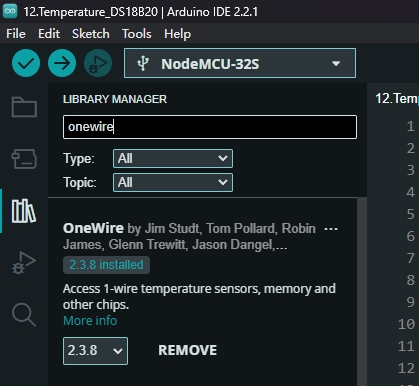 12.Temperature_DS18B20 | Arduino IDE 2.2.1
File Edit Sketch Tools Help
NodeMCU-32S
LIBRARY MANAGER
12.Tem
onewire
Type: All
Topic: All
OneWire by Jim Studt, Tom Pollard, Robin ...
James, Glenn Trewitt, Jason Dangel,...
2.3.8 installed
Access 1-wire temperature sensors, memory and
other chips.
More info
2.3.8 REMOVE
1
2
3
4
5
6
7
8
9
10
11
12